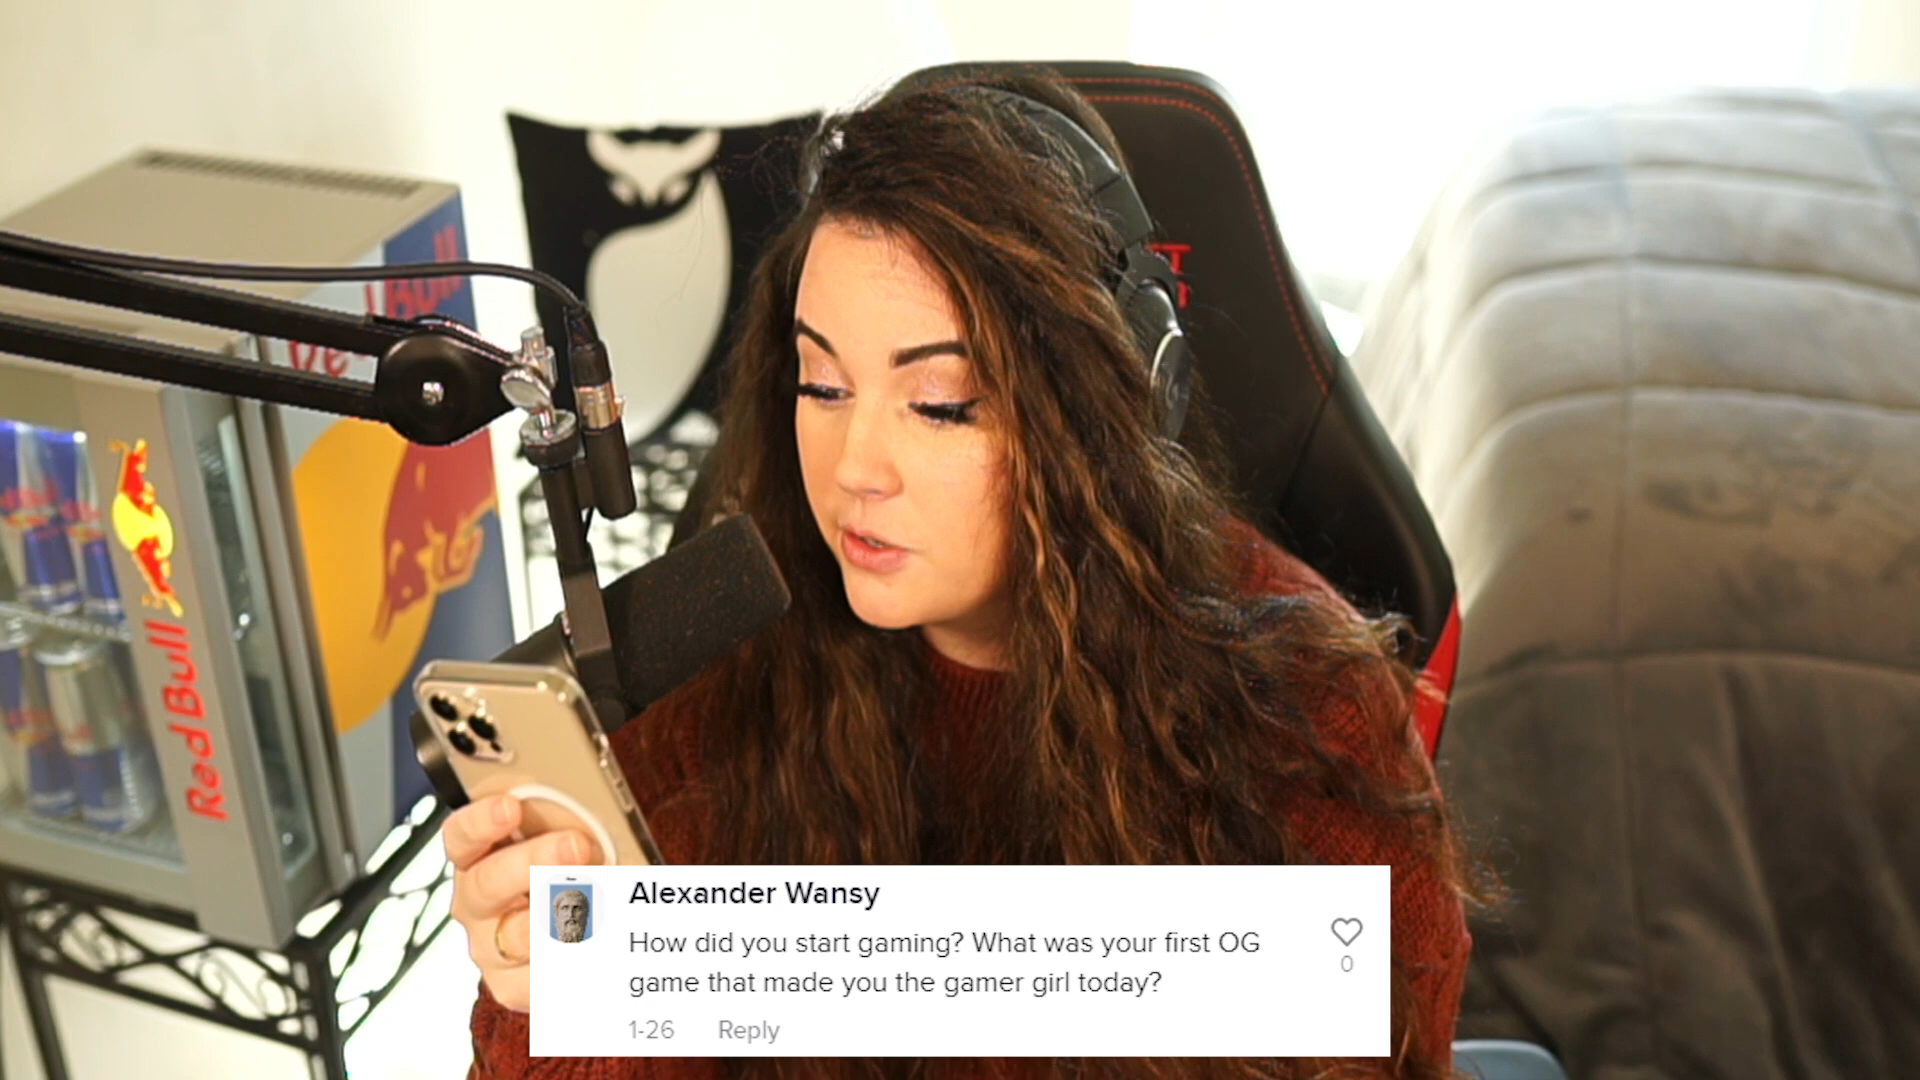 Red Bull
RedBull
Alexander Wansy
How did you start gaming? What was your first OG
game that made you the gamer girl today?
0
1-26 Reply